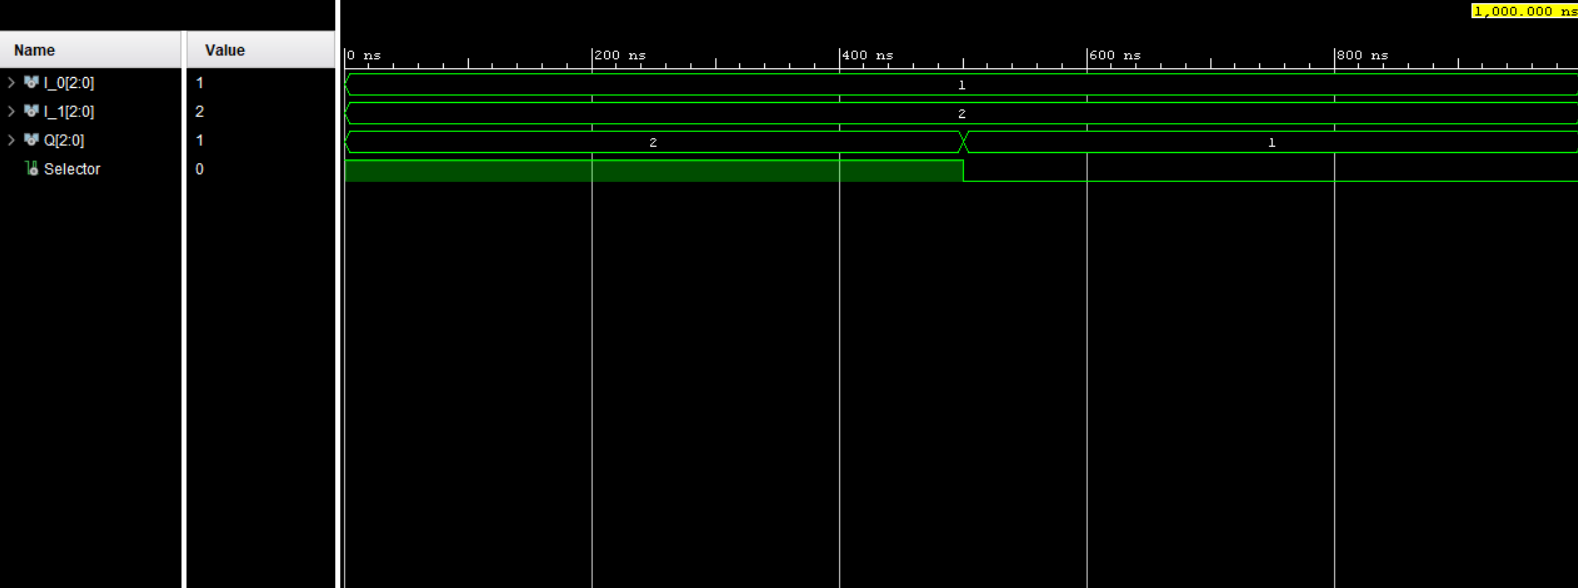 1,000.000 ns
Name Value
0 ns 200 ns 400 ns 600 ns 800 ns
I_0[2:0] 1 1
I_1[2:0] 2 2
Q[2:0] 1 2 1
Selector 0